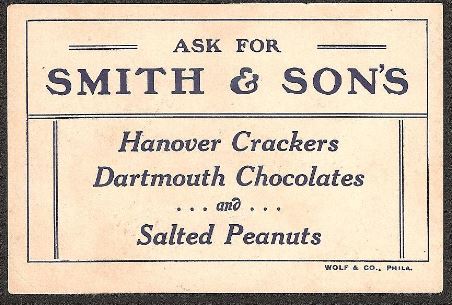 ASK FOR
SMITH & SON'S
Hanover Crackers
Dartmouth Chocolates
... and ...
Salted Peanuts
WOLF & CO., PHILA.